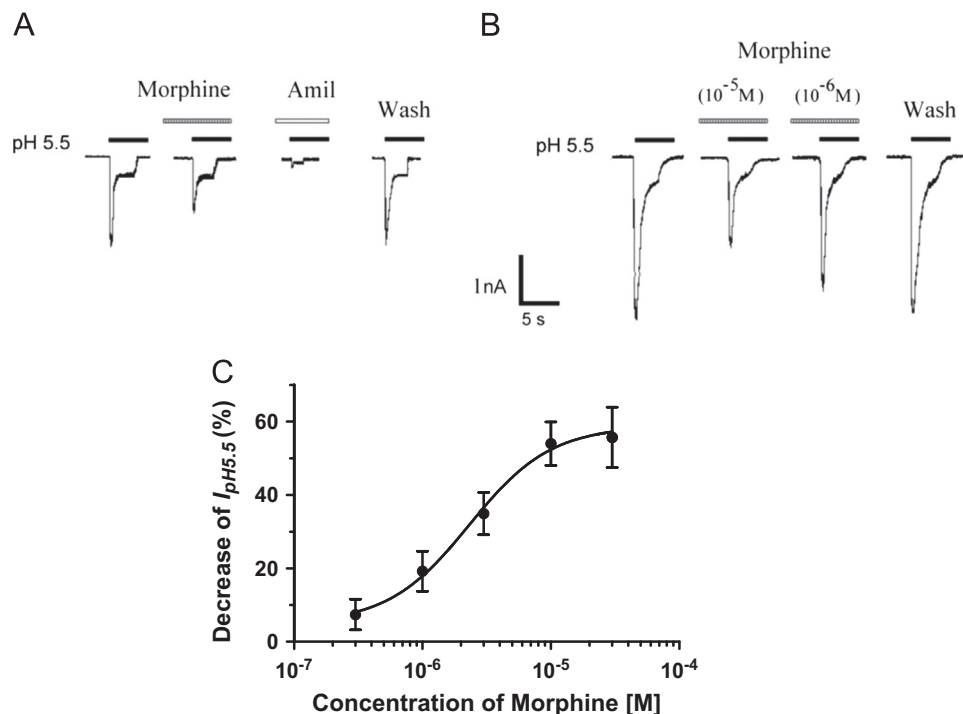 A
Morphine
Amil
Wash
pH 5.5
B
Morphine
(10⁻⁵M)
(10⁻⁶M)
Wash
pH 5.5
1nA
5 s
C
Decrease of I_pH5.5 (%)
60
40
20
0
10⁻⁷
10⁻⁶
10⁻⁵
10⁻⁴
Concentration of Morphine [M]